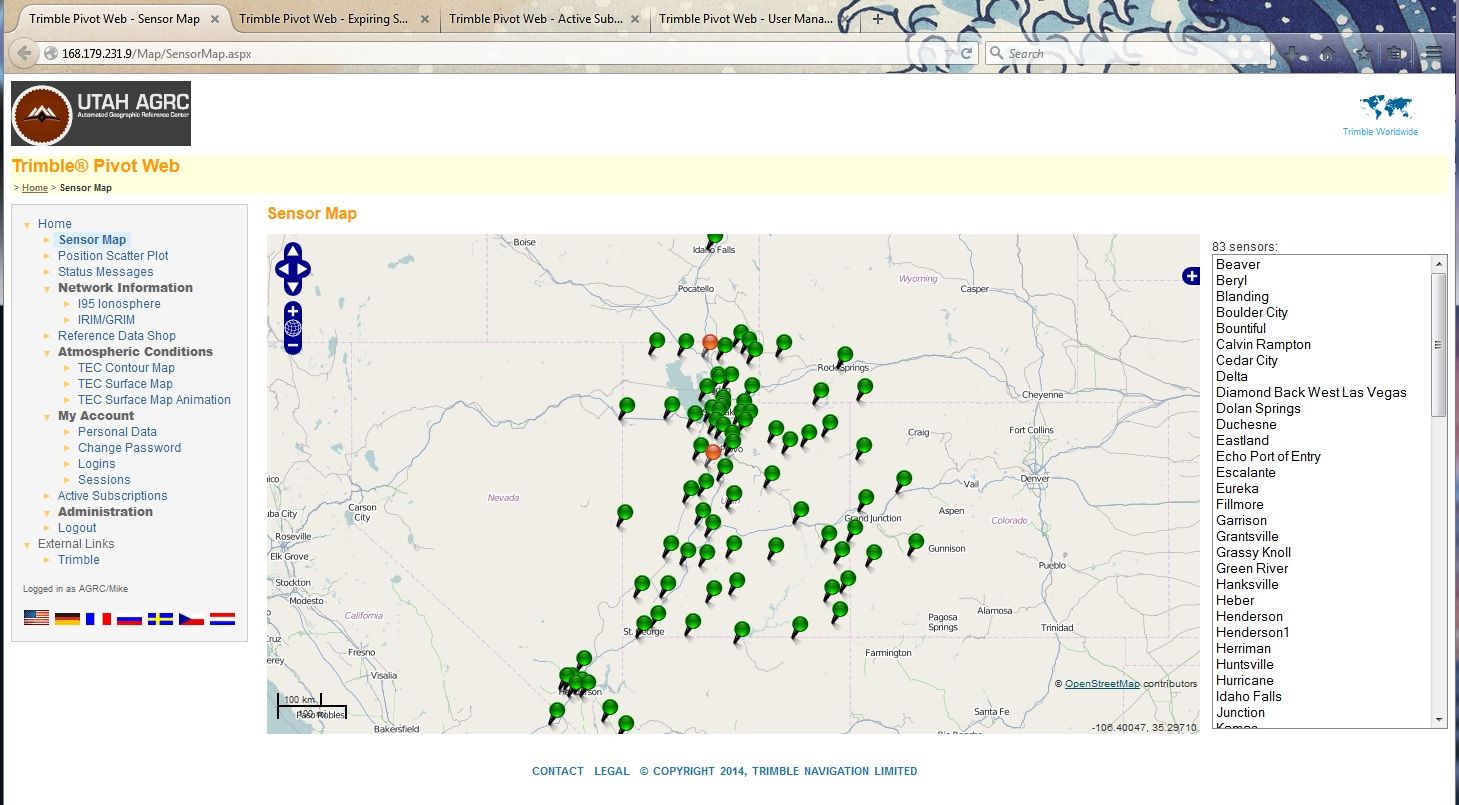 Trimble Pivot Web - Sensor Map
Trimble Pivot Web - Expiring S...
Trimble Pivot Web - Active Sub...
Trimble Pivot Web - User Mana...
168.179.231.9/Map/SensorMap.aspx
Search
UTAH AGRC
Automated Geographic Reference Center
Trimble Worldwide
Trimble® Pivot Web
> Home > Sensor Map
Home
Sensor Map
Position Scatter Plot
Status Messages
Network Information
I95 Ionosphere
IRIM/GRIM
Reference Data Shop
Atmospheric Conditions
TEC Contour Map
TEC Surface Map
TEC Surface Map Animation
My Account
Personal Data
Change Password
Logins
Sessions
Active Subscriptions
Administration
Logout
External Links
Trimble
Logged in as AGRC/Mike
Sensor Map
Boise
Idaho Falls
Wyoming
Pocatello
Casper
Rock Springs
Cheyenne
Craig
Fort Collins
Nevada
Vail
Denver
Carson City
Aspen
Colorado
Grand Junction
Roseville
Elk Grove
Gunnison
Pueblo
Stockton
Modesto
California
St. George
Pagosa Springs
Alamosa
Trinidad
Fresno
Farmington
Visalia
Henderson
© OpenStreetMap contributors
100 km
Paso Robles
Bakersfield
Santa Fe
-106.40047, 35.29710
83 sensors:
Beaver
Beryl
Blanding
Boulder City
Bountiful
Calvin Rampton
Cedar City
Delta
Diamond Back West Las Vegas
Dolan Springs
Duchesne
Eastland
Echo Port of Entry
Escalante
Eureka
Fillmore
Garrison
Grantsville
Grassy Knoll
Green River
Hanksville
Heber
Henderson
Henderson1
Herriman
Huntsville
Hurricane
Idaho Falls
Junction
CONTACT LEGAL © COPYRIGHT 2014, TRIMBLE NAVIGATION LIMITED